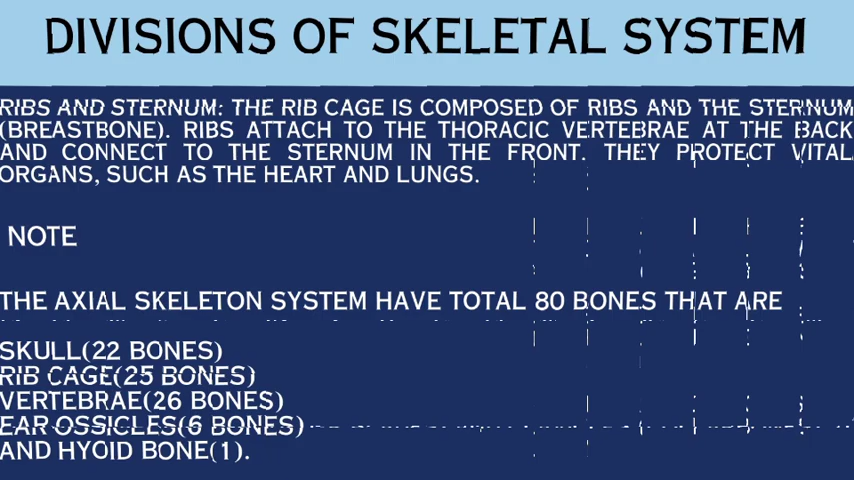 DIVISIONS OF SKELETAL SYSTEM
RIBS AND STERNUM: THE RIB CAGE IS COMPOSED OF RIBS AND THE STERNUM
(BREASTBONE). RIBS ATTACH TO THE THORACIC VERTEBRAE AT THE BACK
AND CONNECT TO THE STERNUM IN THE FRONT. THEY PROTECT VITAL
ORGANS, SUCH AS THE HEART AND LUNGS.
NOTE
THE AXIAL SKELETON SYSTEM HAVE TOTAL 80 BONES THAT ARE
SKULL(22 BONES)
RIB CAGE(25 BONES)
VERTEBRAE(26 BONES)
EAR OSSICLES(6 BONES)
AND HYOID BONE(1).